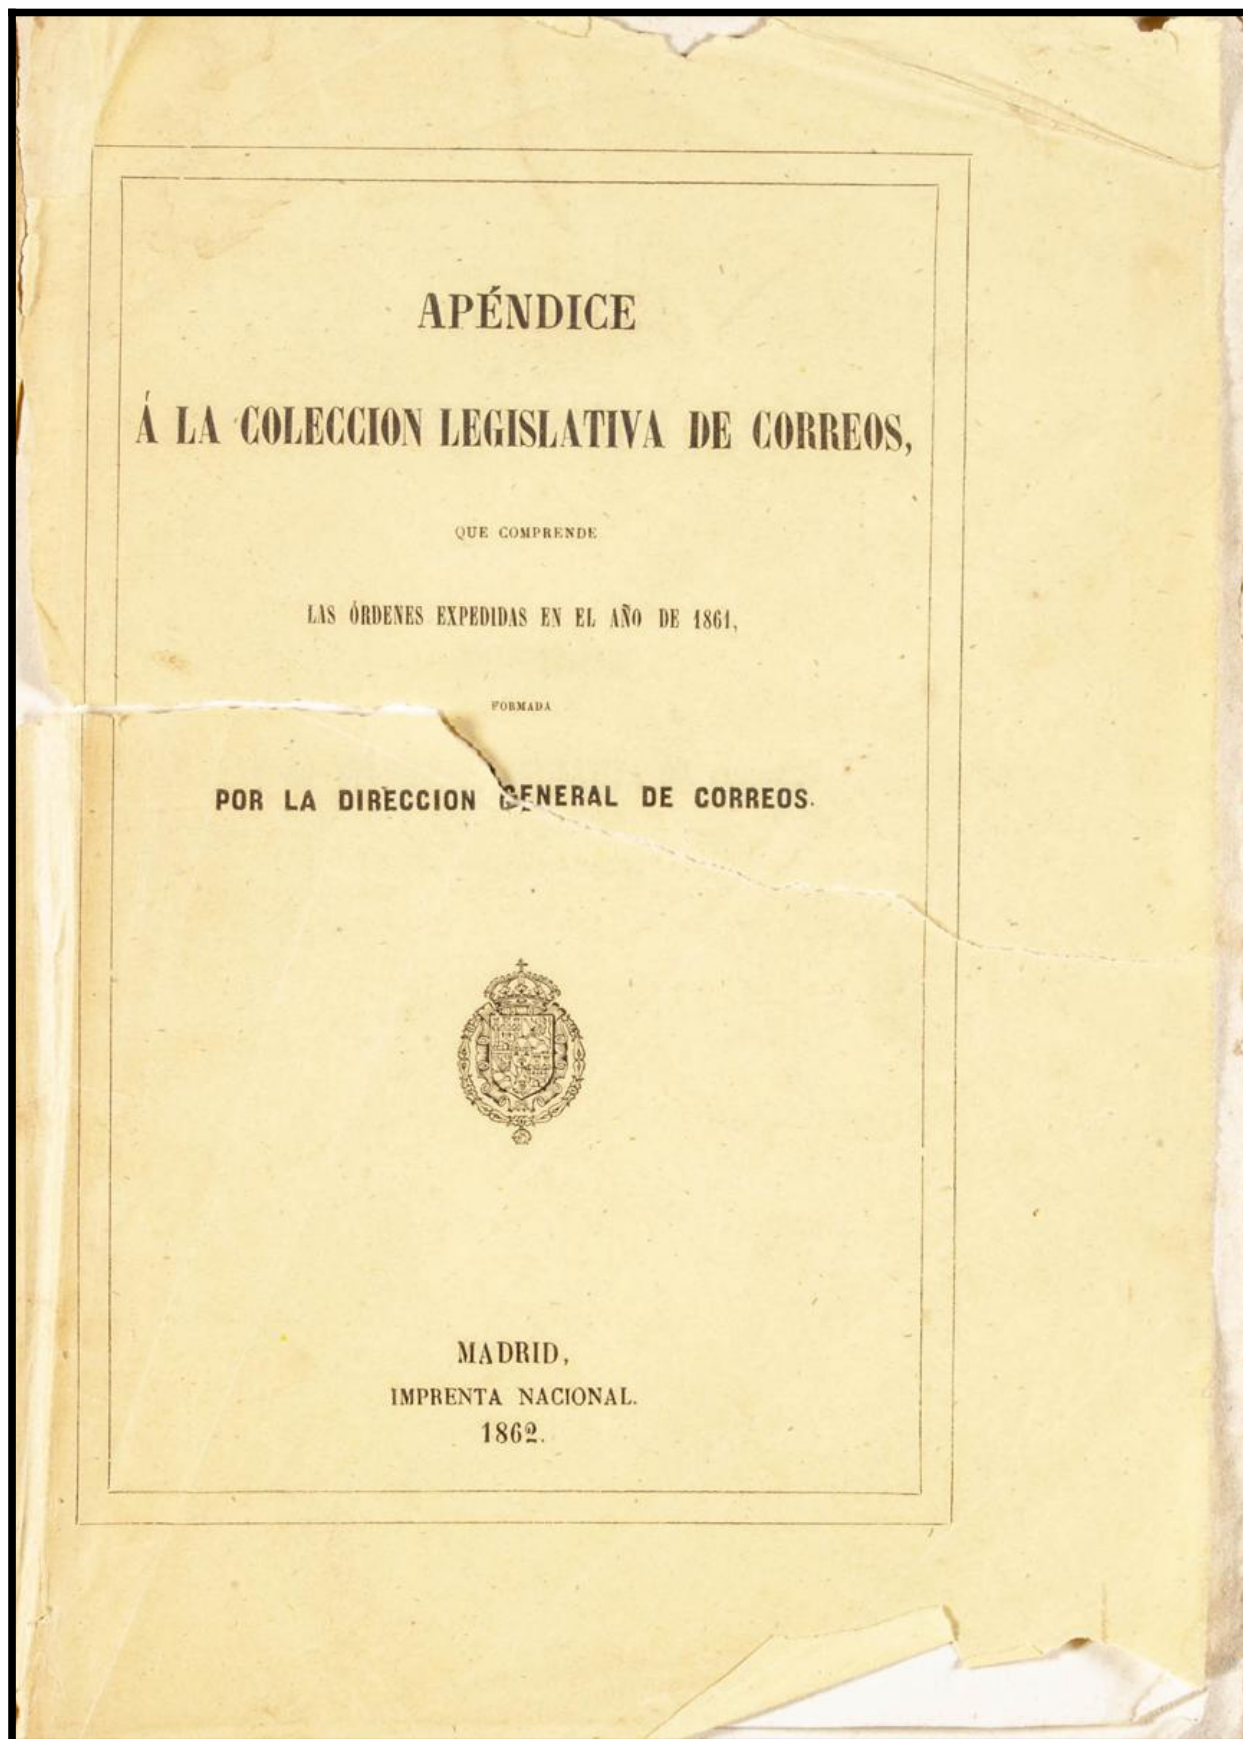 APÉNDICE
Á LA COLECCION LEGISLATIVA DE CORREOS,
QUE COMPRENDE
LAS ÓRDENES EXPEDIDAS EN EL AÑO DE 1861,
FORMADA
POR LA DIRECCION GENERAL DE CORREOS.
MADRID,
IMPRENTA NACIONAL.
1862.